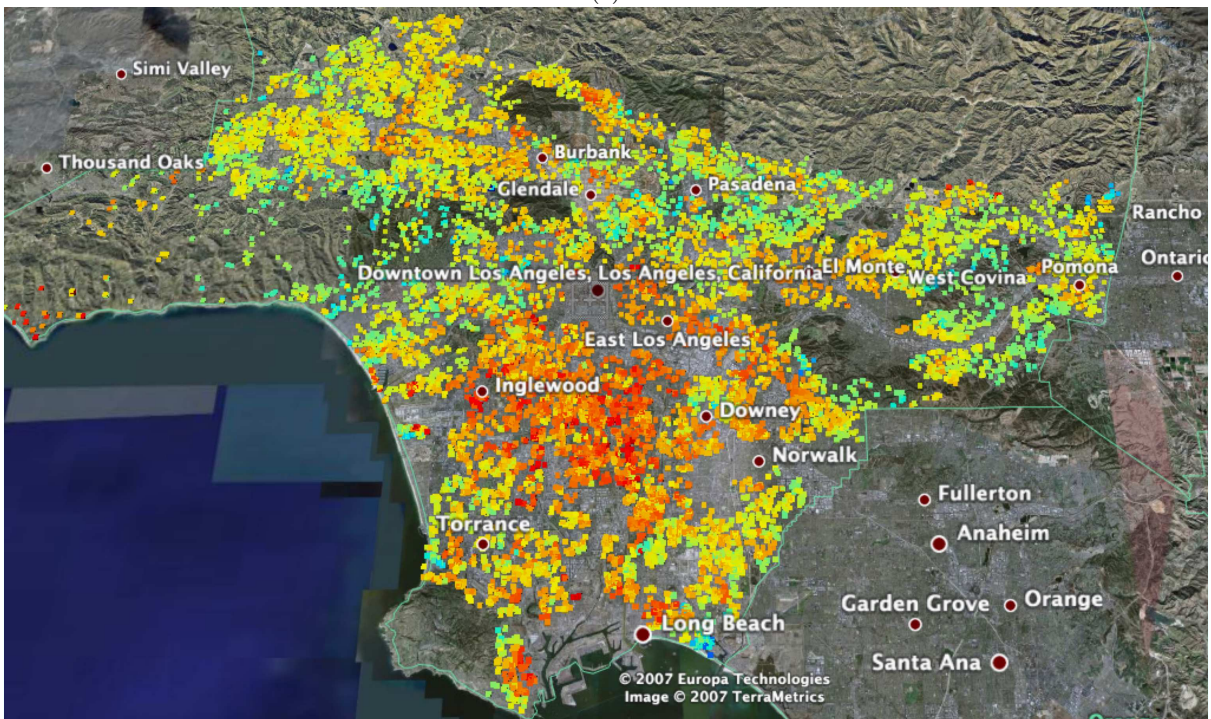 Simi Valley
Thousand Oaks
Burbank
Glendale
Pasadena
Rancho
Ontario
Downtown Los Angeles, Los Angeles, California
El Monte
West Covina
Pomona
East Los Angeles
Inglewood
Downey
Norwalk
Fullerton
Torrance
Anaheim
Garden Grove
Orange
Long Beach
Santa Ana
© 2007 Europa Technologies
Image © 2007 TerraMetrics